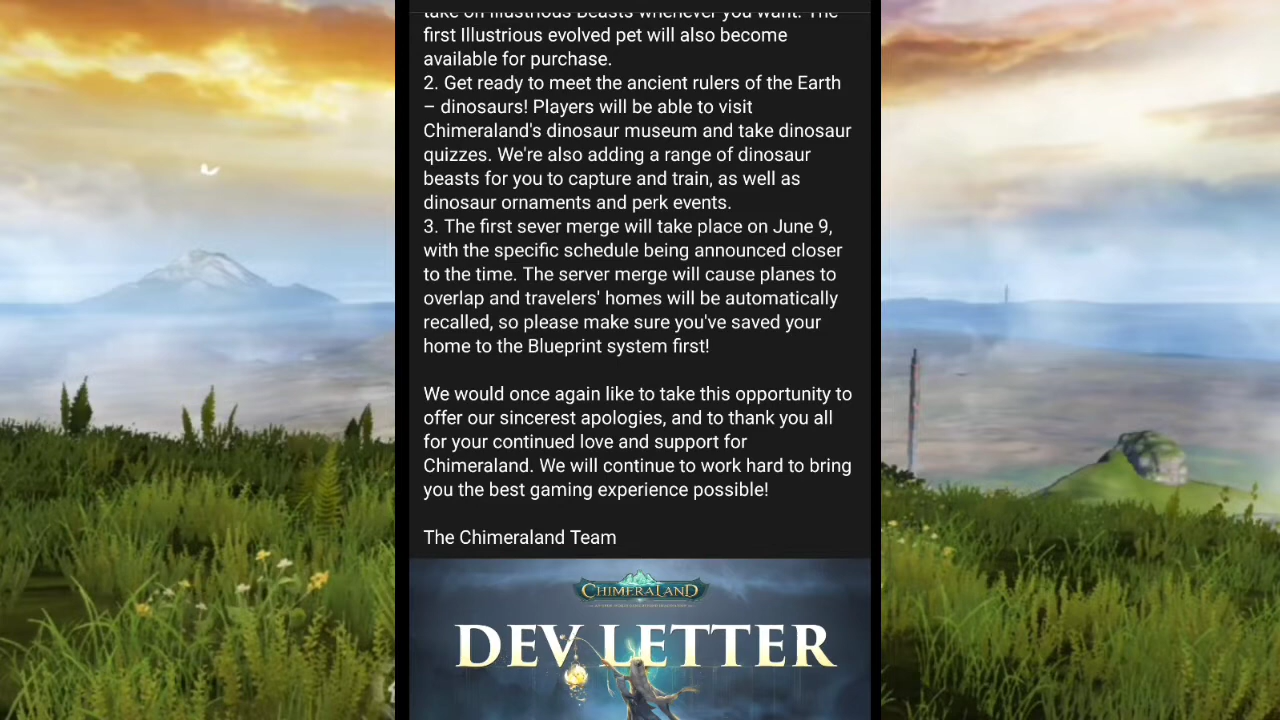 take on Illustrious Beasts whenever you want. The
first Illustrious evolved pet will also become
available for purchase.
2. Get ready to meet the ancient rulers of the Earth
– dinosaurs! Players will be able to visit
Chimeraland's dinosaur museum and take dinosaur
quizzes. We're also adding a range of dinosaur
beasts for you to capture and train, as well as
dinosaur ornaments and perk events.
3. The first sever merge will take place on June 9,
with the specific schedule being announced closer
to the time. The server merge will cause planes to
overlap and travelers' homes will be automatically
recalled, so please make sure you've saved your
home to the Blueprint system first!
We would once again like to take this opportunity to
offer our sincerest apologies, and to thank you all
for your continued love and support for
Chimeraland. We will continue to work hard to bring
you the best gaming experience possible!
The Chimeraland Team
CHIMERALAND
DEV LETTER